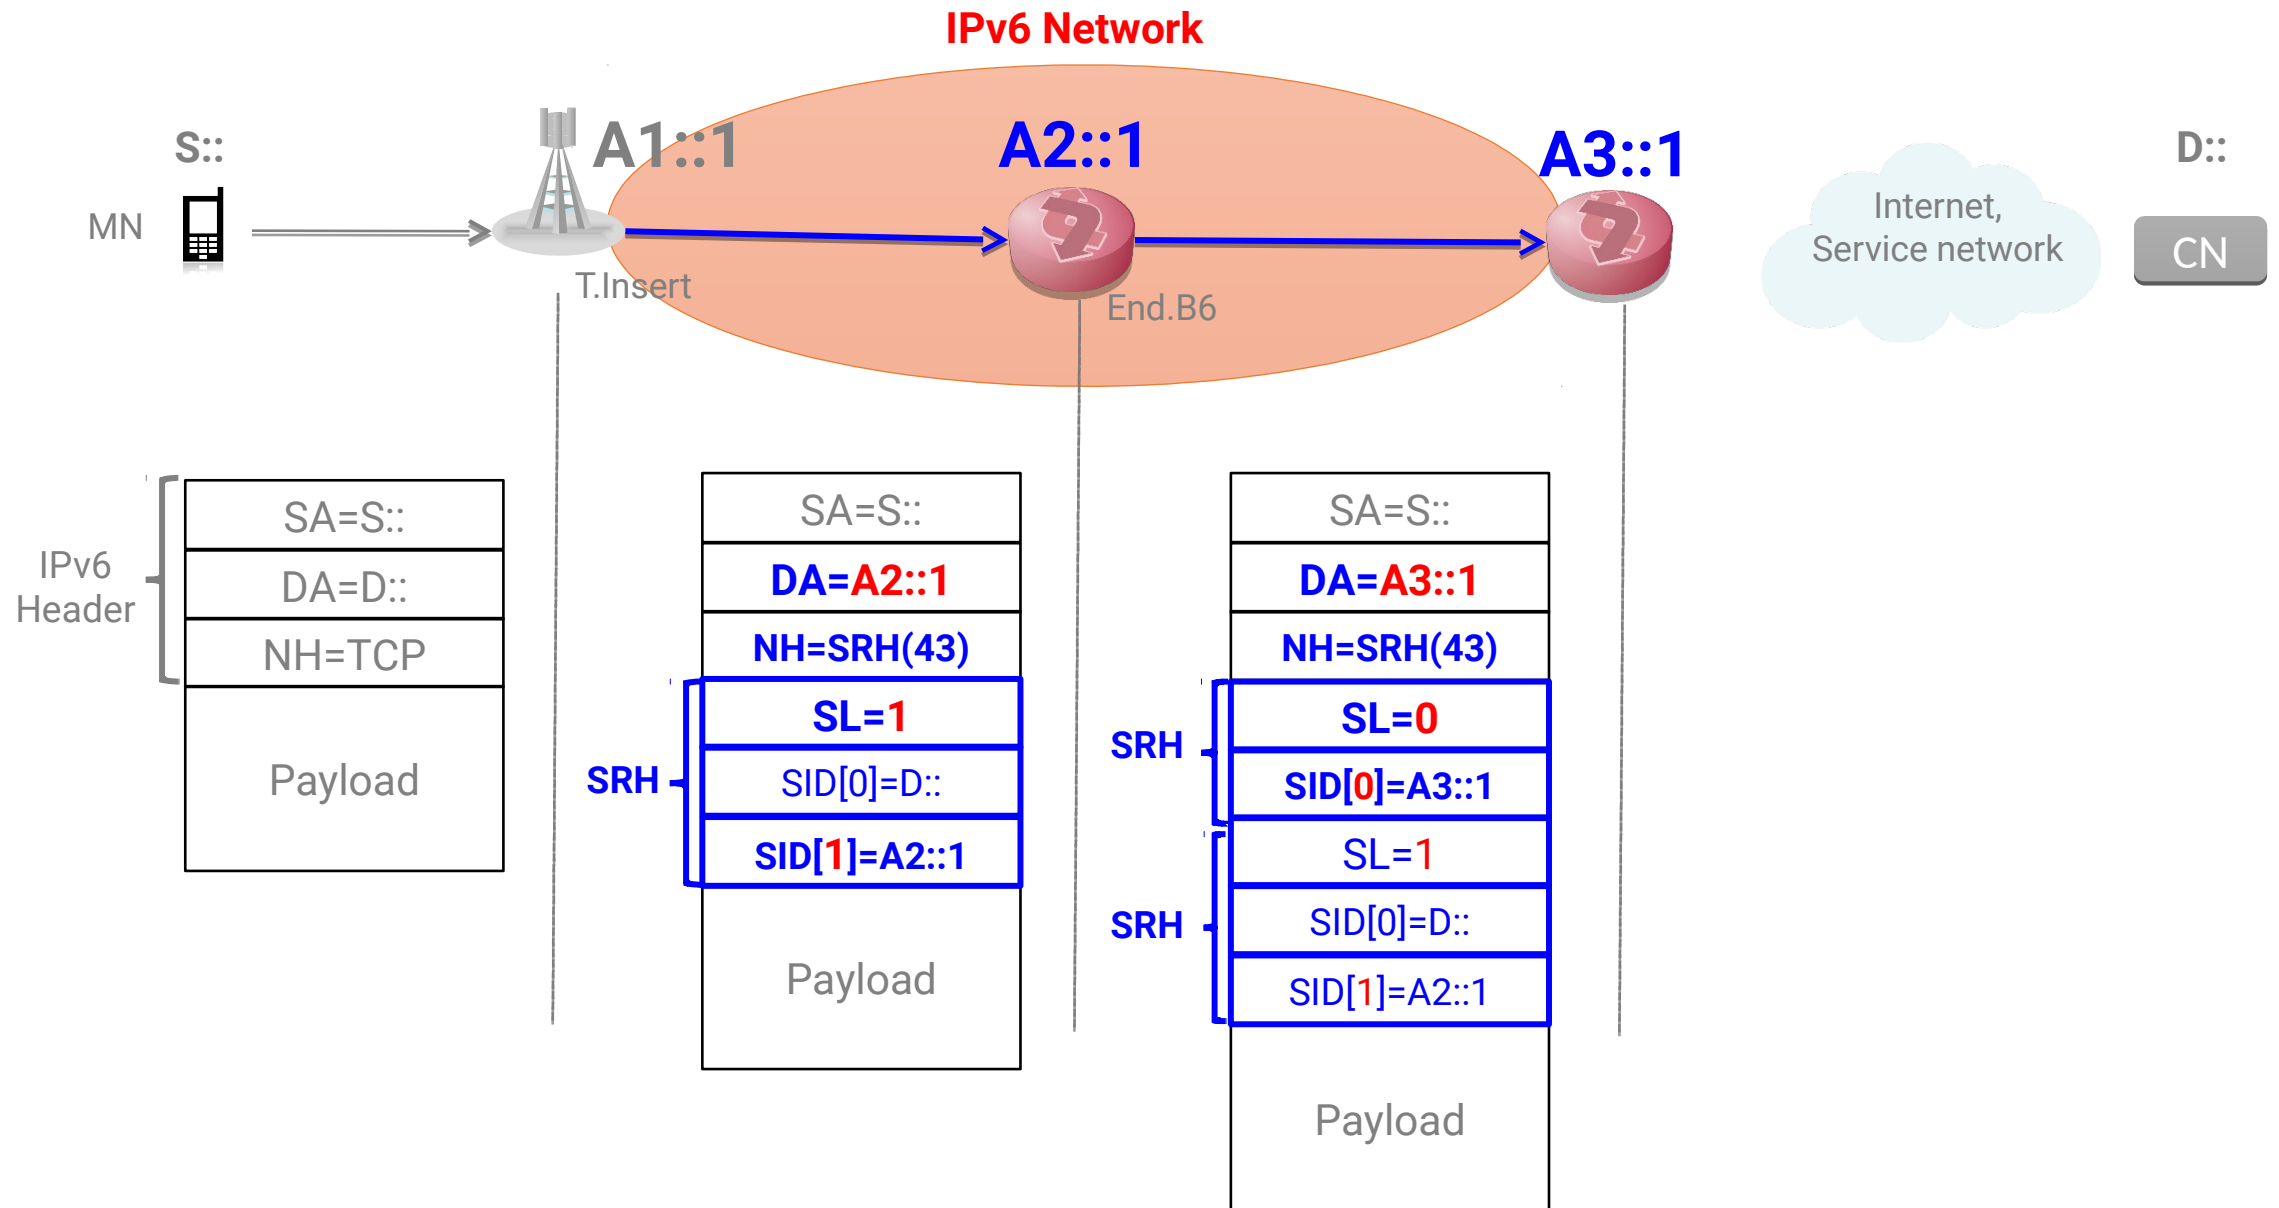 IPv6 Network
S::
A1::1
A2::1
A3::1
D::
MN
Internet,
Service network
CN
T.Insert
End.B6
IPv6
Header
SA=S::
DA=D::
NH=TCP
Payload
SA=S::
DA=A2::1
NH=SRH(43)
SRH
SL=1
SID[0]=D::
SID[1]=A2::1
Payload
SA=S::
DA=A3::1
NH=SRH(43)
SRH
SL=0
SID[0]=A3::1
SRH
SL=1
SID[0]=D::
SID[1]=A2::1
Payload